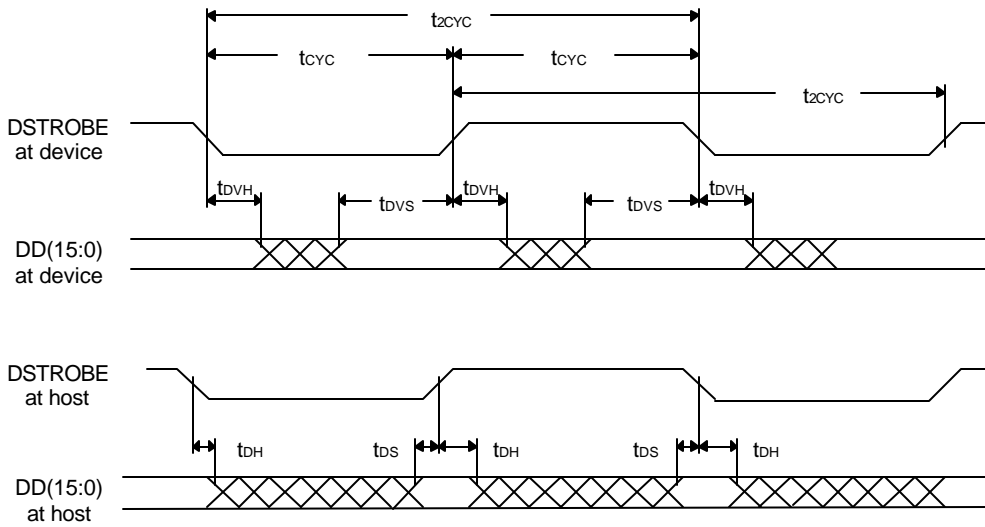 t2CYC
tCYC tCYC
t2CYC
DSTROBE
at device
tDVH tDVS tDVH tDVS tDVH
DD(15:0)
at device
DSTROBE
at host
tDH tDS tDH tDS tDH
DD(15:0)
at host